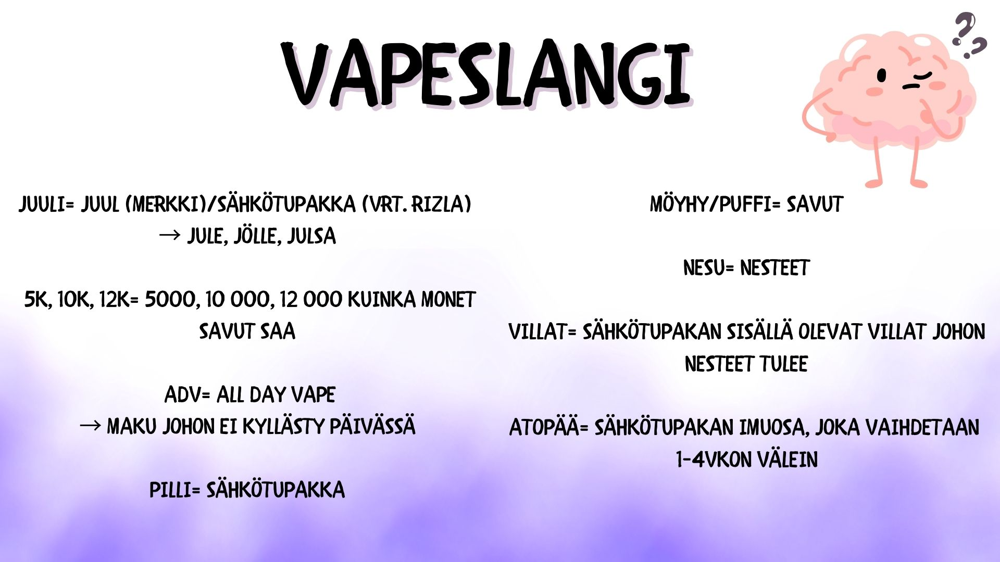 VAPESLANGI
JUULI= JUUL (MERKKI)/SÄHKÖTUPAKKA (VRT. RIZLA)
→ JULE, JÖLLE, JULSA
5K, 10K, 12K= 5000, 10 000, 12 000 KUINKA MONET
SAVUT SAA
ADV= ALL DAY VAPE
→ MAKU JOHON EI KYLLÄSTY PÄIVÄSSÄ
PILLI= SÄHKÖTUPAKKA
MÖYHY/PUFFI= SAVUT
NESU= NESTEET
VILLAT= SÄHKÖTUPAKAN SISÄLLÄ OLEVAT VILLAT JOHON
NESTEET TULEE
ATOPÄÄ= SÄHKÖTUPAKAN IMUOSA, JOKA VAIHDETAAN
1-4VKON VÄLEIN
??